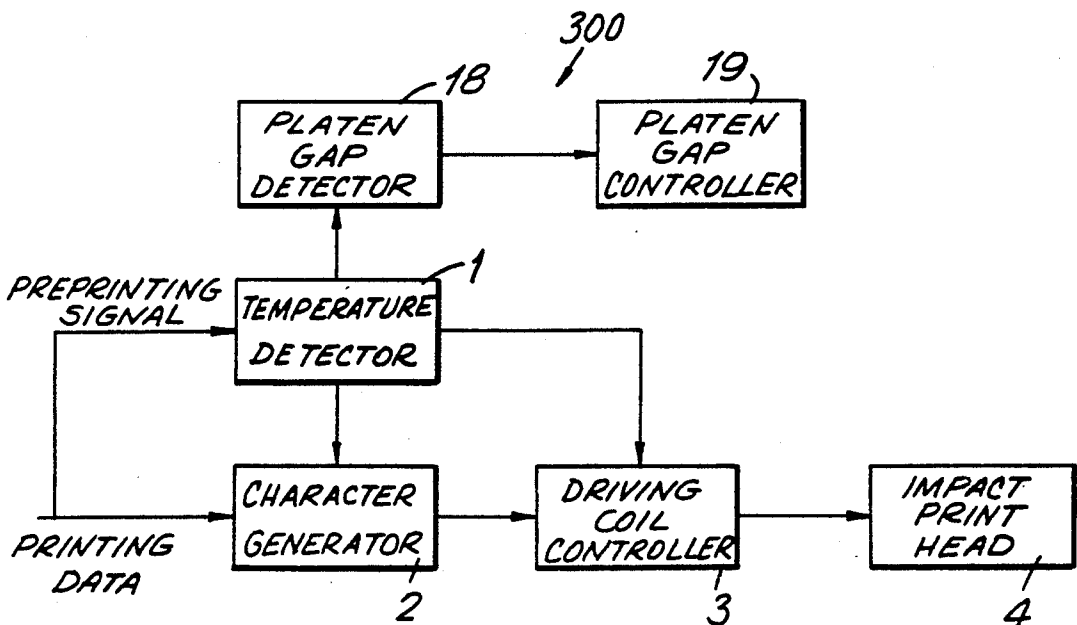 300
18
19
PLATEN
GAP
DETECTOR
PLATEN
GAP
CONTROLLER
1
PREPRINTING
SIGNAL
TEMPERATURE
DETECTOR
CHARACTER
GENERATOR
DRIVING
COIL
CONTROLLER
IMPACT
PRINT
HEAD
PRINTING
DATA
2
3
4